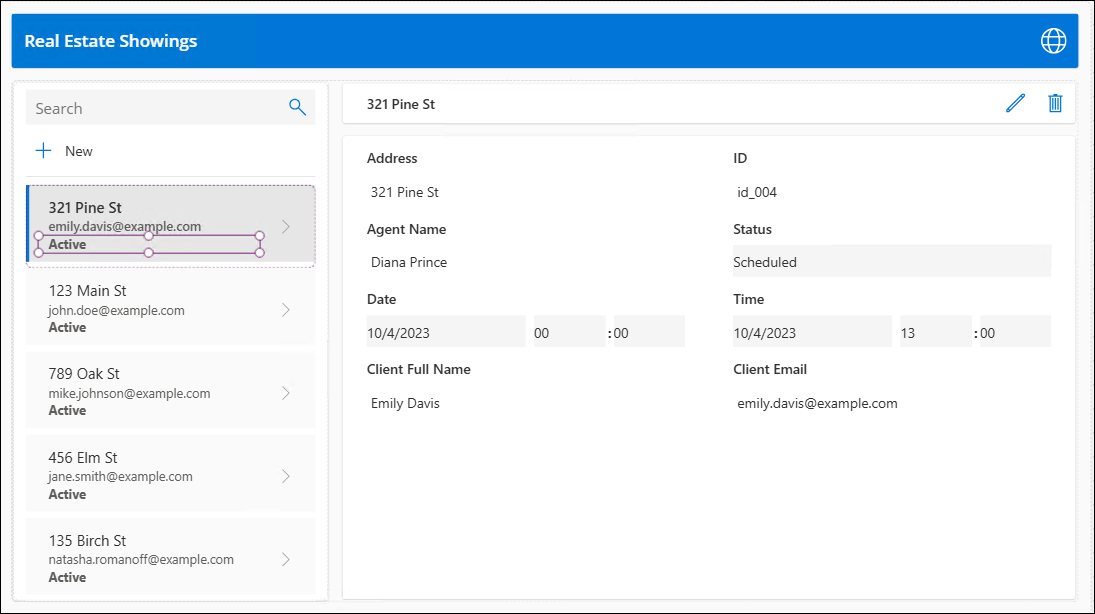 Real Estate Showings
Search
New
321 Pine St
emily.davis@example.com
Active
123 Main St
john.doe@example.com
Active
789 Oak St
mike.johnson@example.com
Active
456 Elm St
jane.smith@example.com
Active
135 Birch St
natasha.romanoff@example.com
Active
321 Pine St
Address ID
321 Pine St id_004
Agent Name Status
Diana Prince Scheduled
Date Time
10/4/2023 00 : 00 10/4/2023 13 : 00
Client Full Name Client Email
Emily Davis emily.davis@example.com